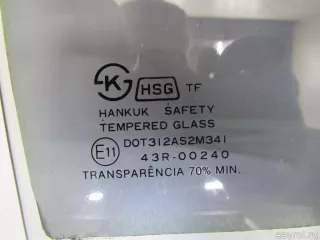 K HSG TF
HANKUK SAFETY
TEMPERED GLASS
E11 DOT312AS2M341
43R-00240
TRANSPARÊNCIA 70% MIN.